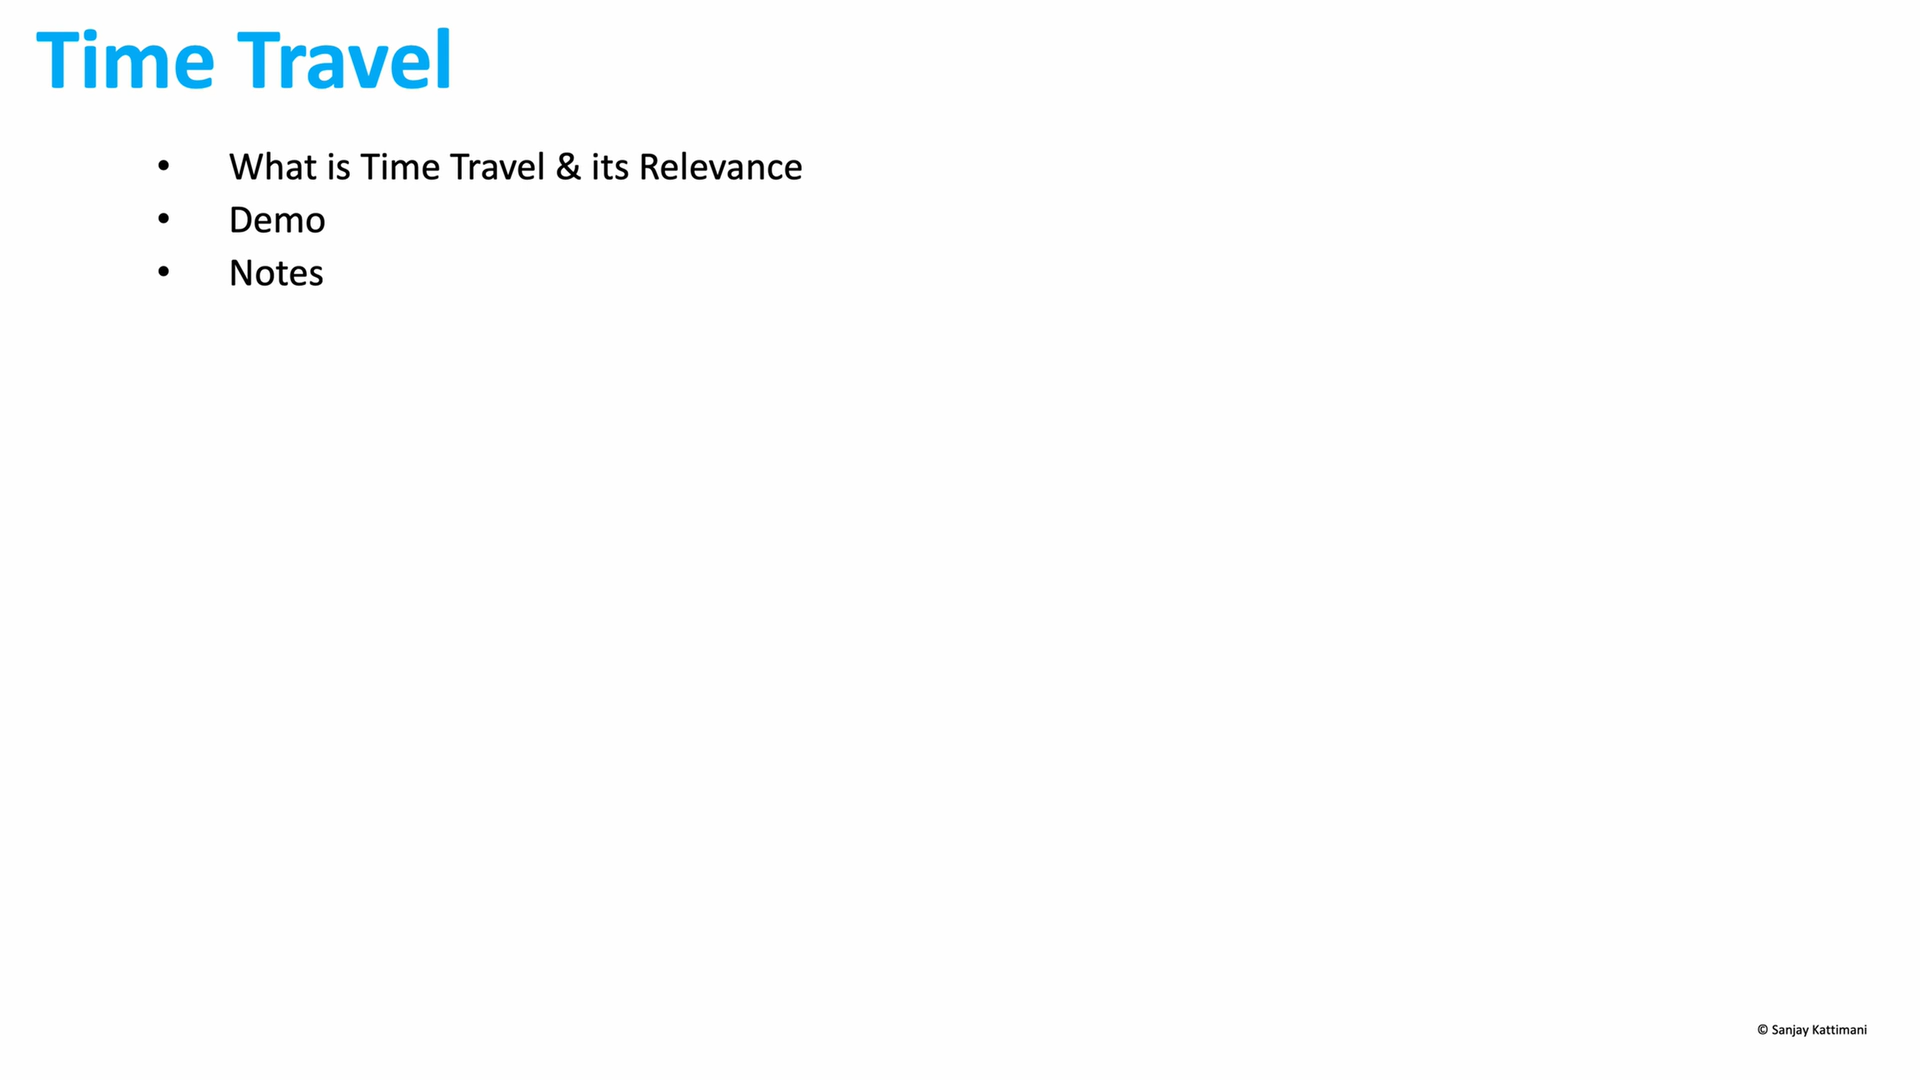 Time Travel
• What is Time Travel & its Relevance
• Demo
• Notes
© Sanjay Kattimani